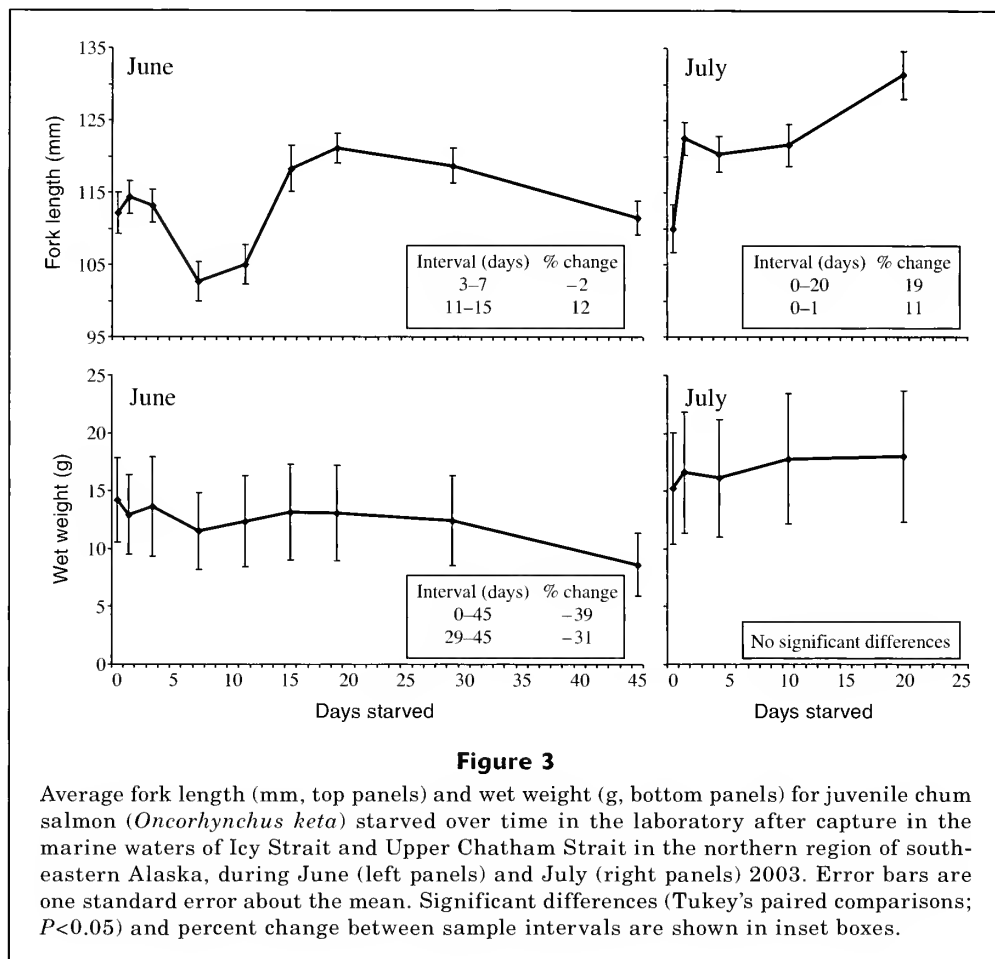 June
July
Fork length (mm)
135
125
115
105
95
Interval (days) % change
3–7 −2
11–15 12
Interval (days) % change
0–20 19
0–1 11
June
July
Wet weight (g)
25
20
15
10
5
0
Interval (days) % change
0–45 −39
29–45 −31
No significant differences
0 5 10 15 20 25 30 35 40 45
0 5 10 15 20 25
Days starved
Days starved
Figure 3
Average fork length (mm, top panels) and wet weight (g, bottom panels) for juvenile chum
salmon (Oncorhynchus keta) starved over time in the laboratory after capture in the
marine waters of Icy Strait and Upper Chatham Strait in the northern region of south-
eastern Alaska, during June (left panels) and July (right panels) 2003. Error bars are
one standard error about the mean. Significant differences (Tukey's paired comparisons;
P<0.05) and percent change between sample intervals are shown in inset boxes.